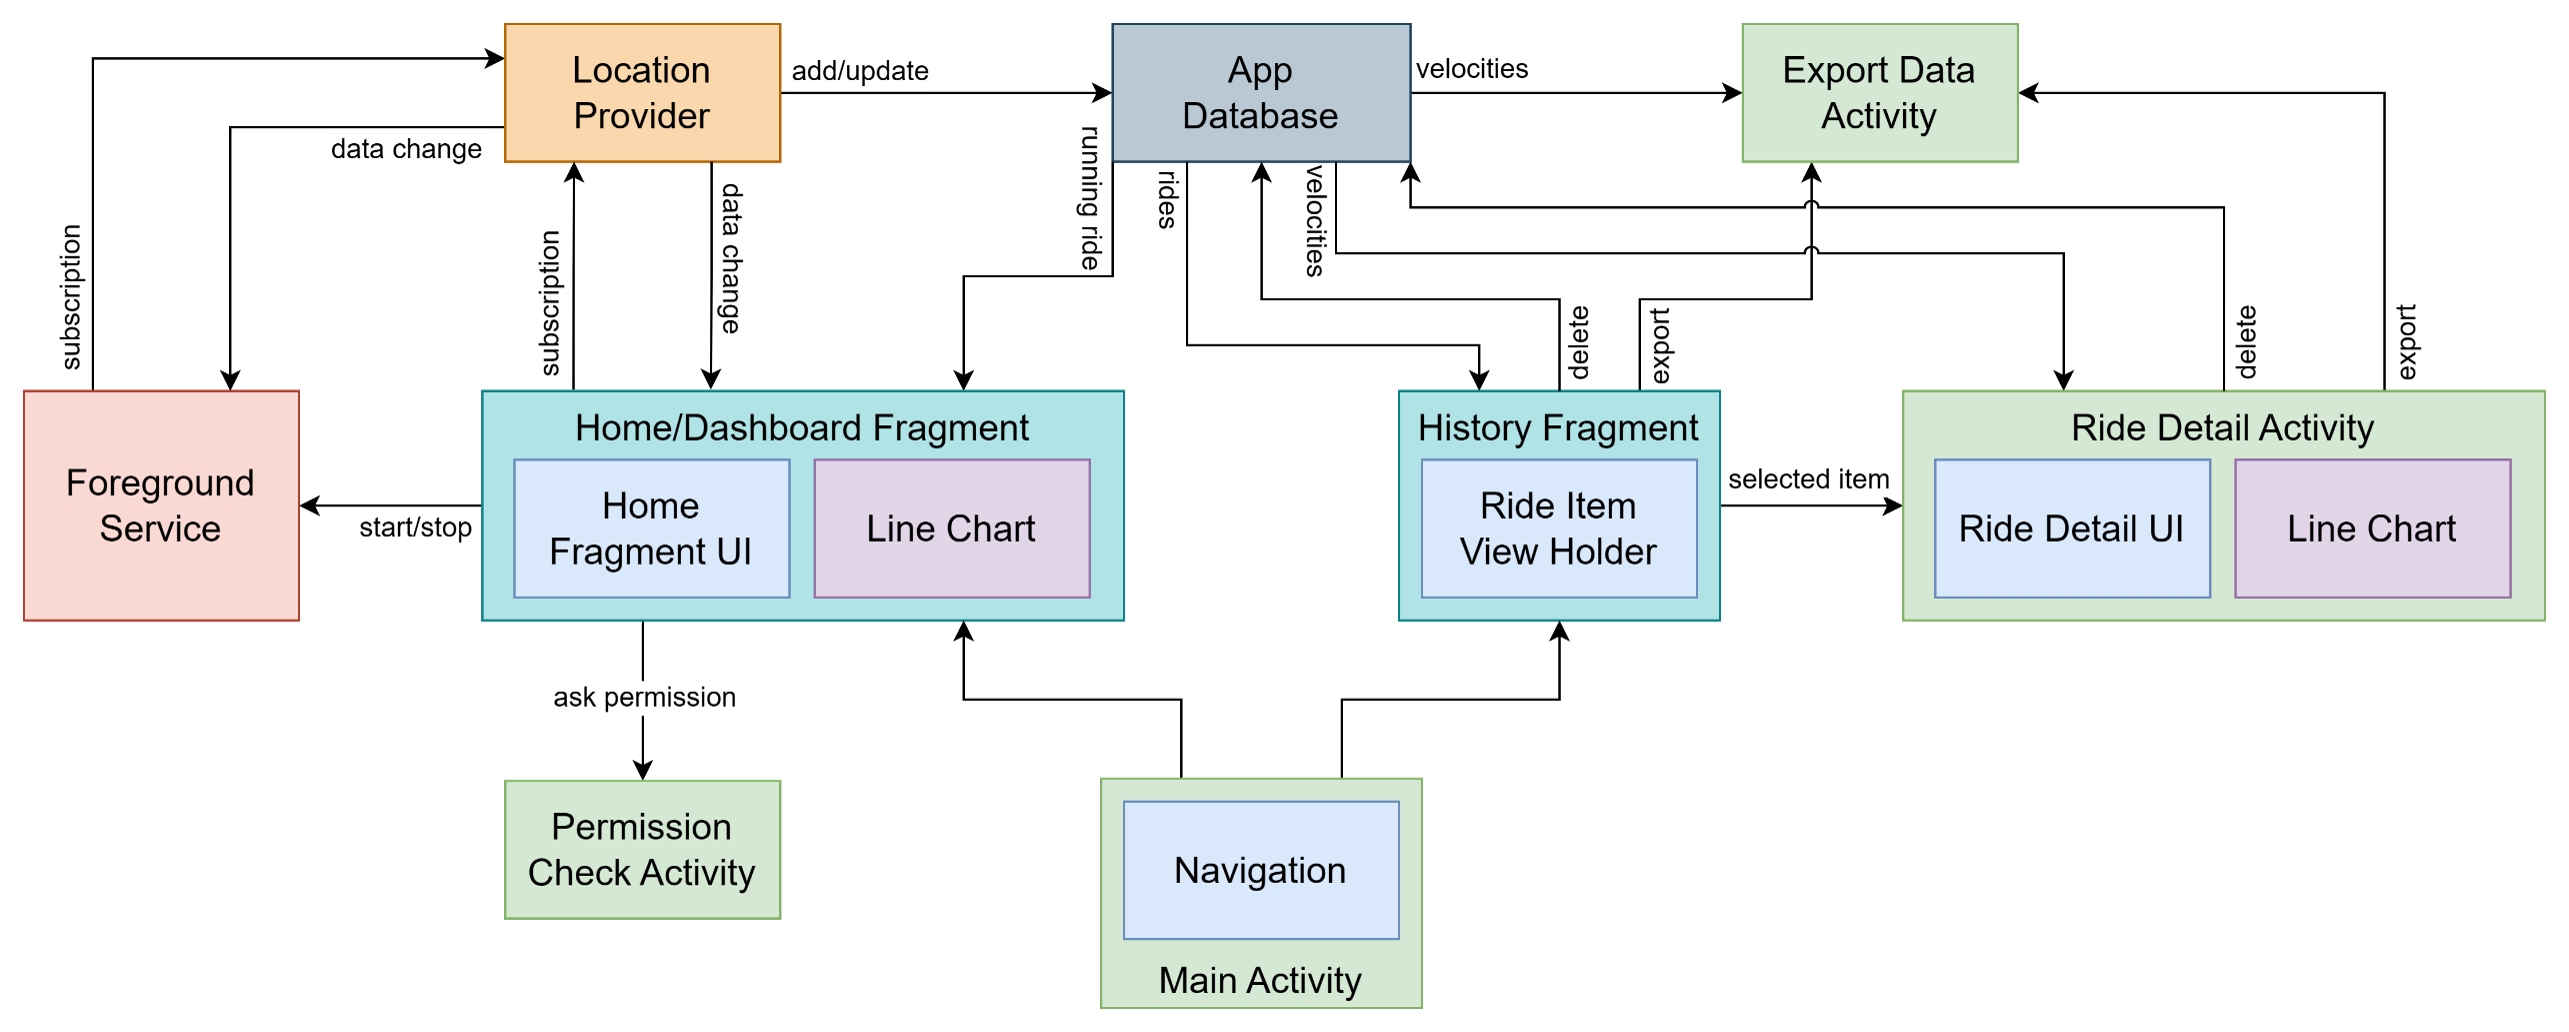 Location
Provider
add/update
App
Database
velocities
Export Data
Activity
data change
subscription
subscription
data change
running ride
rides
velocities
delete
export
delete
export
Foreground
Service
start/stop
Home/Dashboard Fragment
Home
Fragment UI
Line Chart
History Fragment
Ride Item
View Holder
selected item
Ride Detail Activity
Ride Detail UI
Line Chart
ask permission
Permission
Check Activity
Navigation
Main Activity